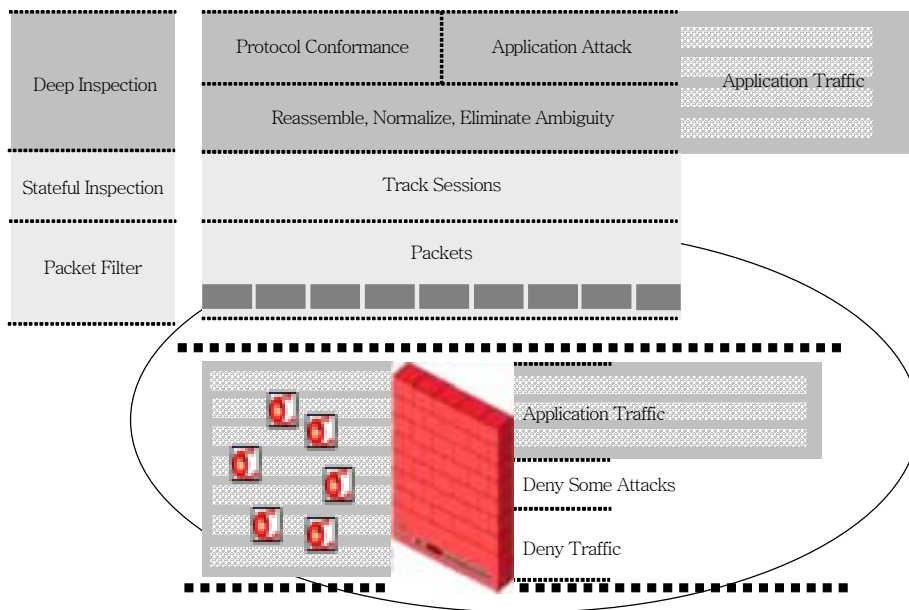 Protocol Conformance
Application Attack
Deep Inspection
Application Traffic
Reassemble, Normalize, Eliminate Ambiguity
Stateful Inspection
Track Sessions
Packets
Packet Filter
Application Traffic
Deny Some Attacks
Deny Traffic